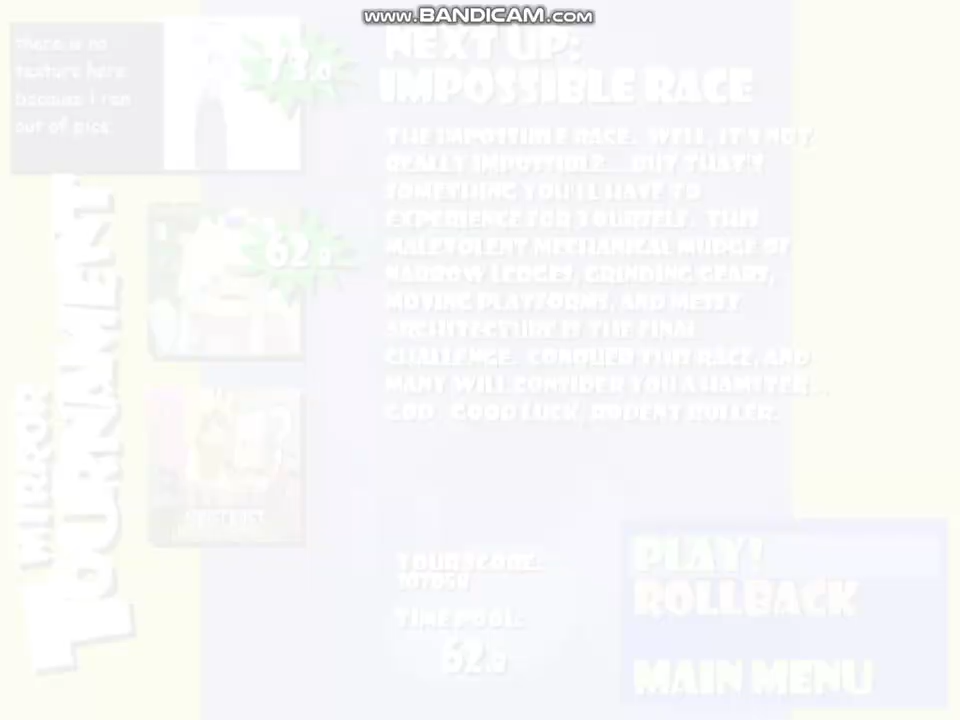 www.BANDICAM.com
there is no
texture here
because I ran
out of pics
73.0
62.0
MIRROR
TOURNAMENT
NEXT UP:
IMPOSSIBLE RACE
THE IMPOSSIBLE RACE. WELL, IT'S NOT
REALLY IMPOSSIBLE... BUT THAT'S
SOMETHING YOU'LL HAVE TO
EXPERIENCE FOR YOURSELF. THIS
MALEVOLENT MECHANICAL MUDGE OF
NARROW LEDGES, GRINDING GEARS,
MOVING PLATFORMS, AND MESSY
ARCHITECTURE IS THE FINAL
CHALLENGE. CONQUER THIS RACE, AND
MANY WILL CONSIDER YOU A HAMSTER...
GOD. GOOD LUCK, RODENT ROLLER.
YOUR SCORE:
TIME POOL:
PLAY!
ROLLBACK
MAIN MENU